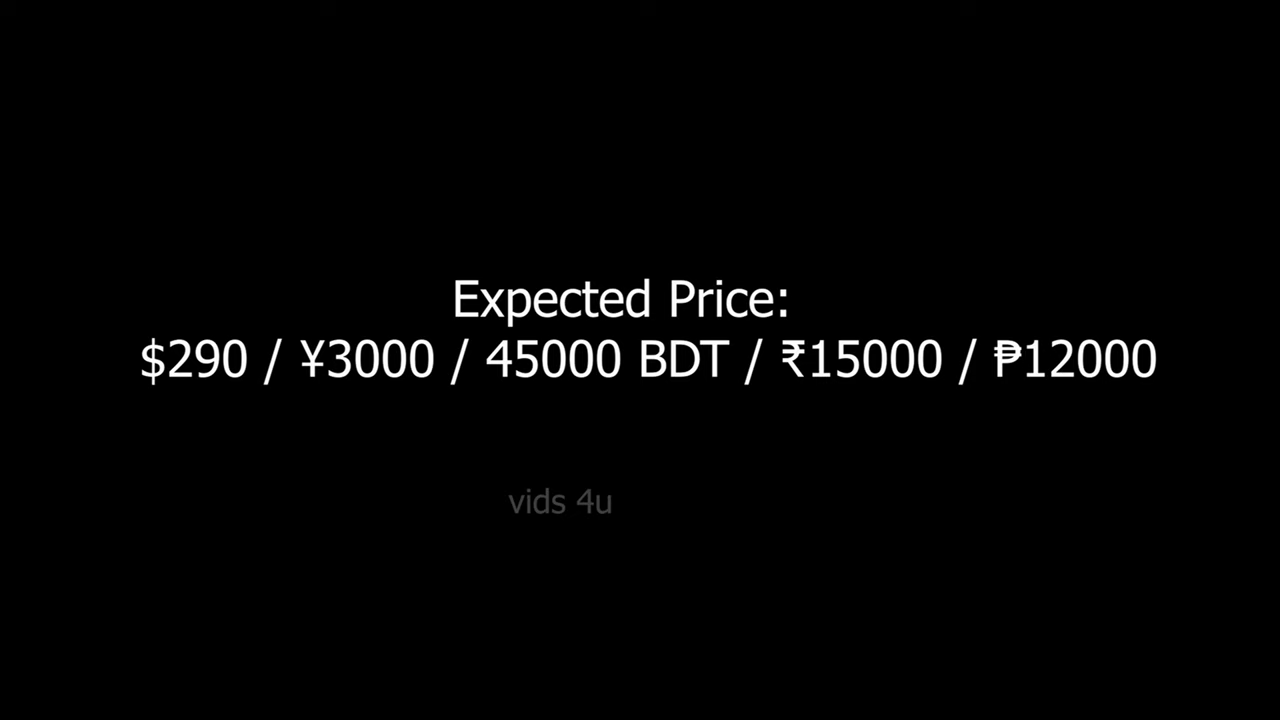 Expected Price:
$290 / ¥3000 / 45000 BDT / ₹15000 / ₱12000
vids 4u